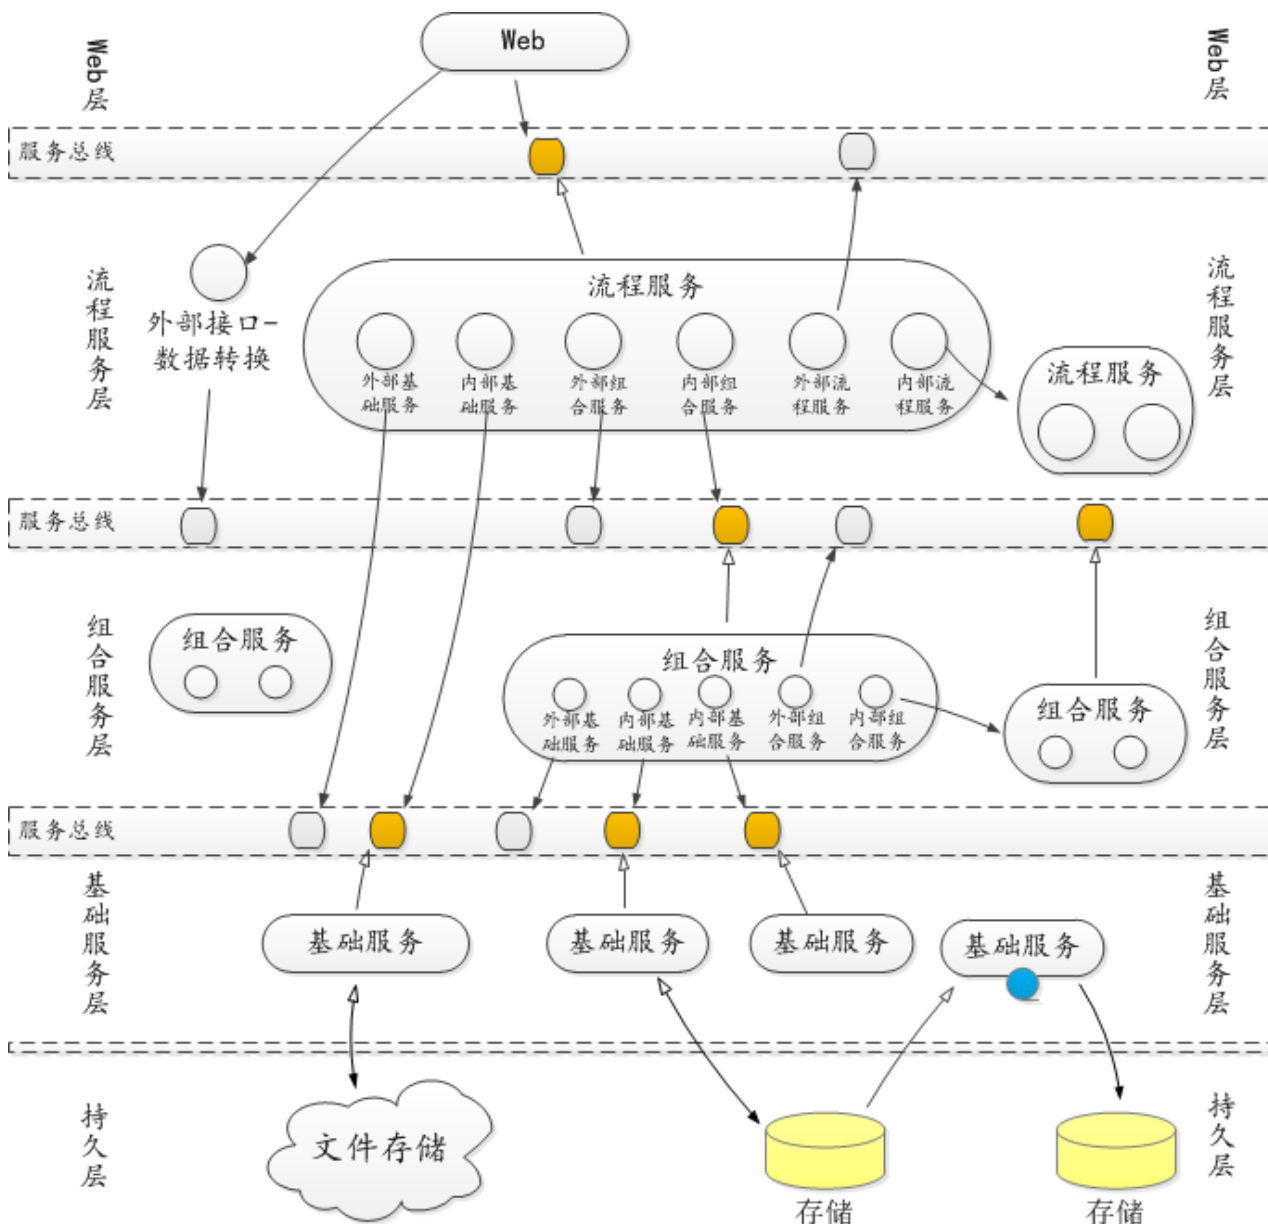 Web层
Web
Web层
服务总线
流程服务层
外部接口-
数据转换
流程服务
外部基
础服务
内部基
础服务
外部组
合服务
内部组
合服务
外部流
程服务
内部流
程服务
流程服务
流程服务层
服务总线
组合服务层
组合服务
组合服务
外部基
础服务
内部基
础服务
内部基
础服务
外部组
合服务
内部组
合服务
组合服务
组合服务层
服务总线
基础服务层
基础服务
基础服务
基础服务
基础服务
基础服务层
持久层
文件存储
存储
存储
持久层